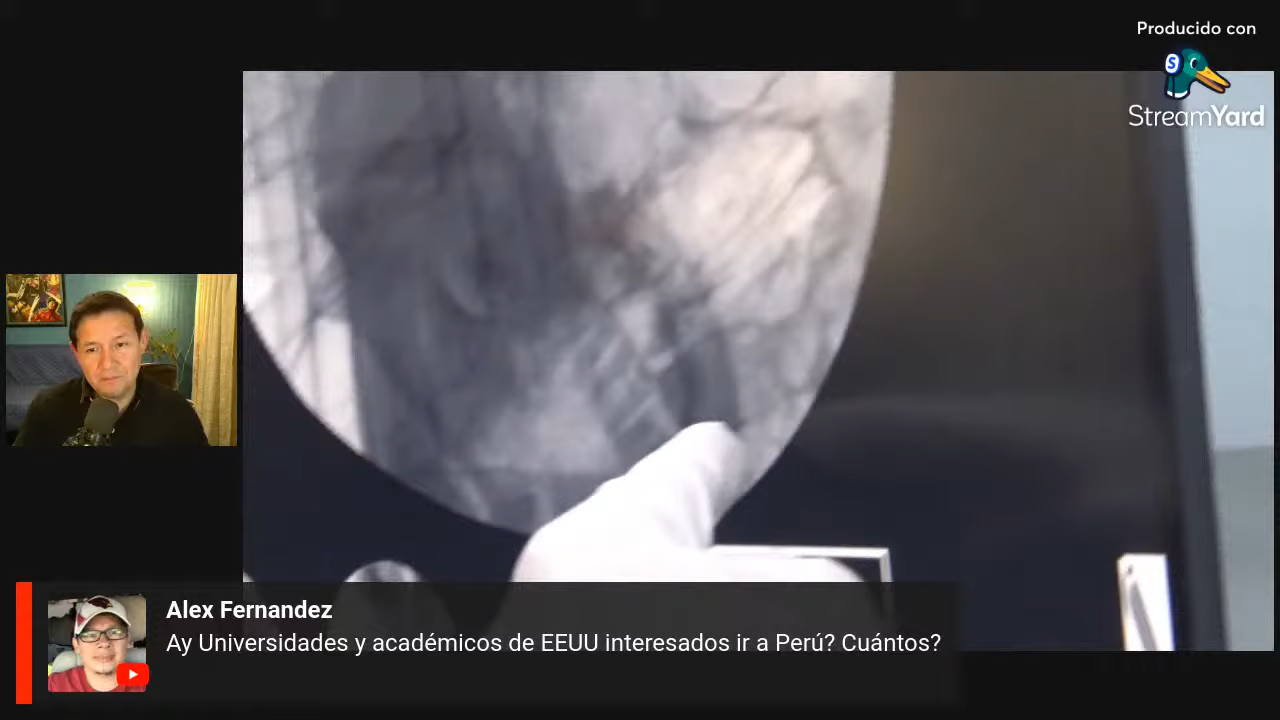 Producido con
StreamYard
Alex Fernandez
Ay Universidades y académicos de EEUU interesados ir a Perú? Cuántos?